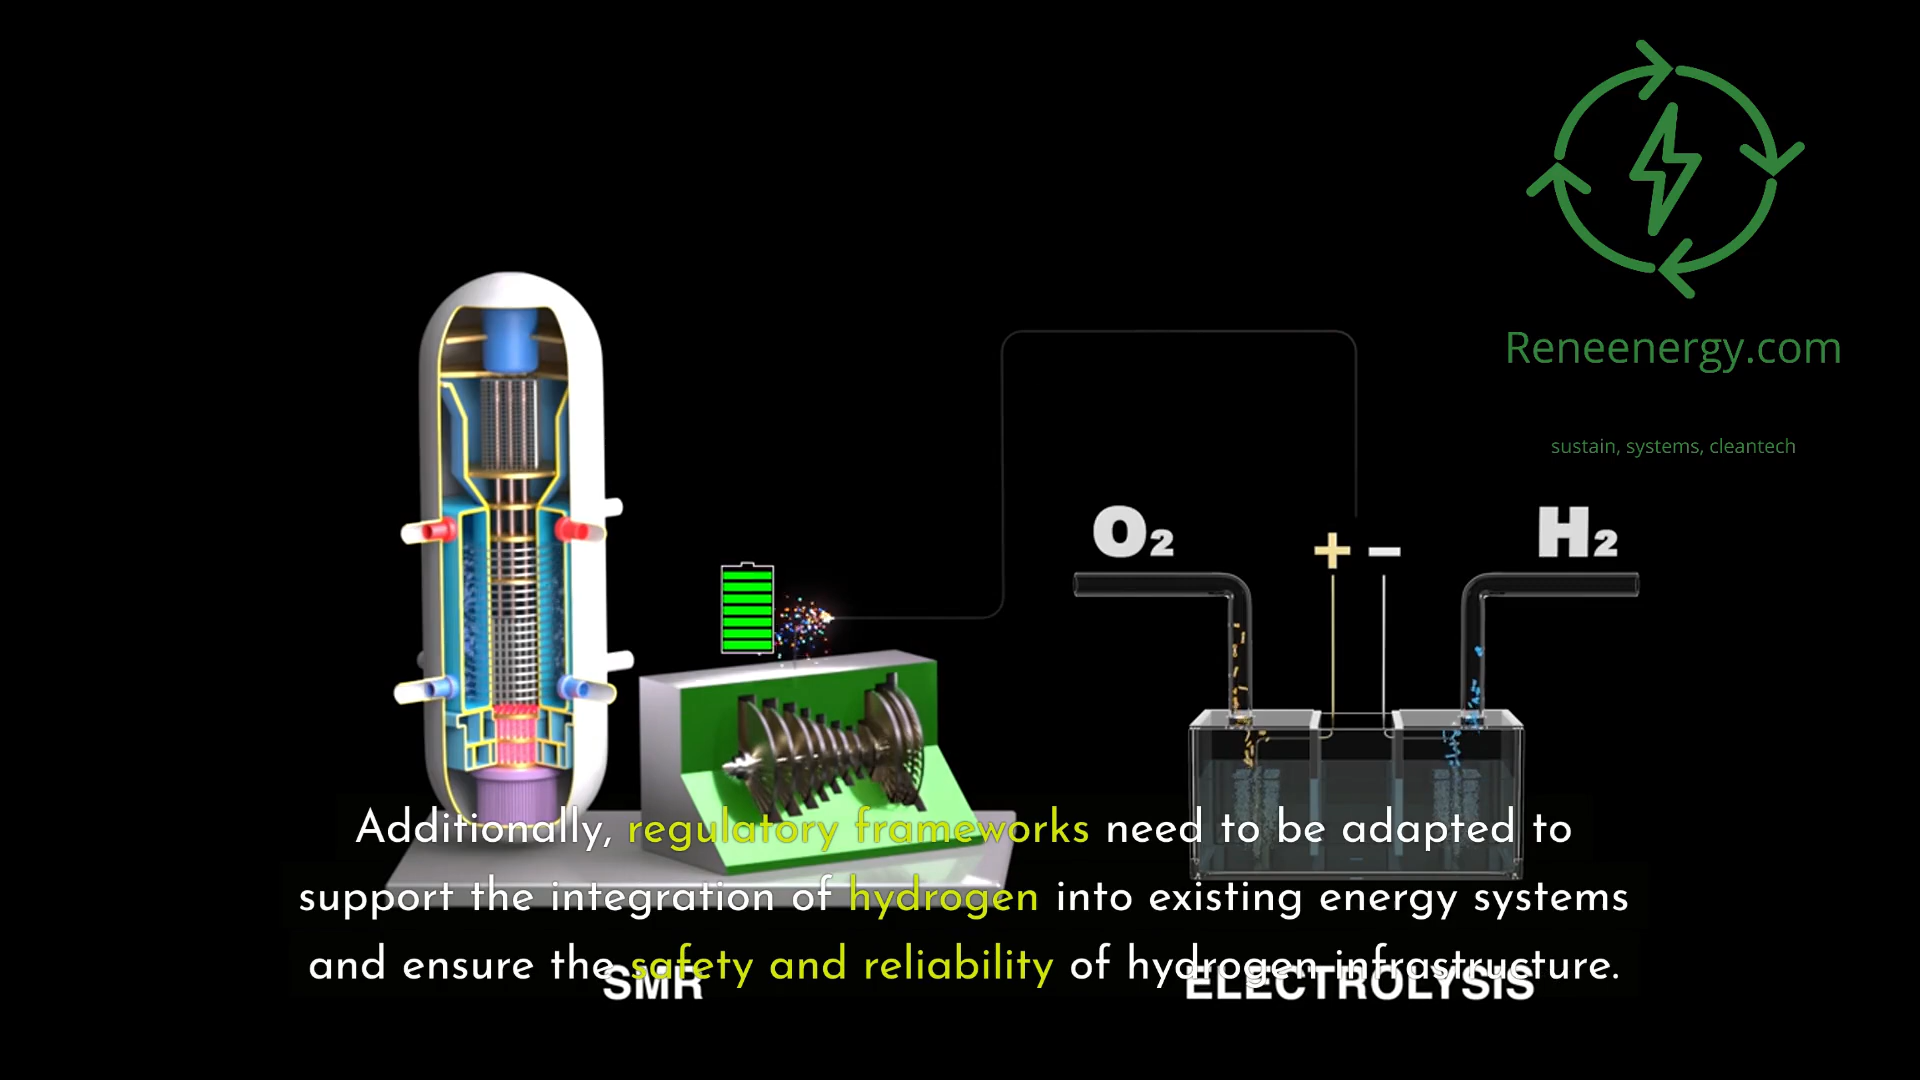 Reneenergy.com
sustain, systems, cleantech
O₂
+ −
H₂
Additionally, regulatory frameworks need to be adapted to
support the integration of hydrogen into existing energy systems
and ensure the safety and reliability of hydrogen infrastructure.
SMR
ELECTROLYSIS